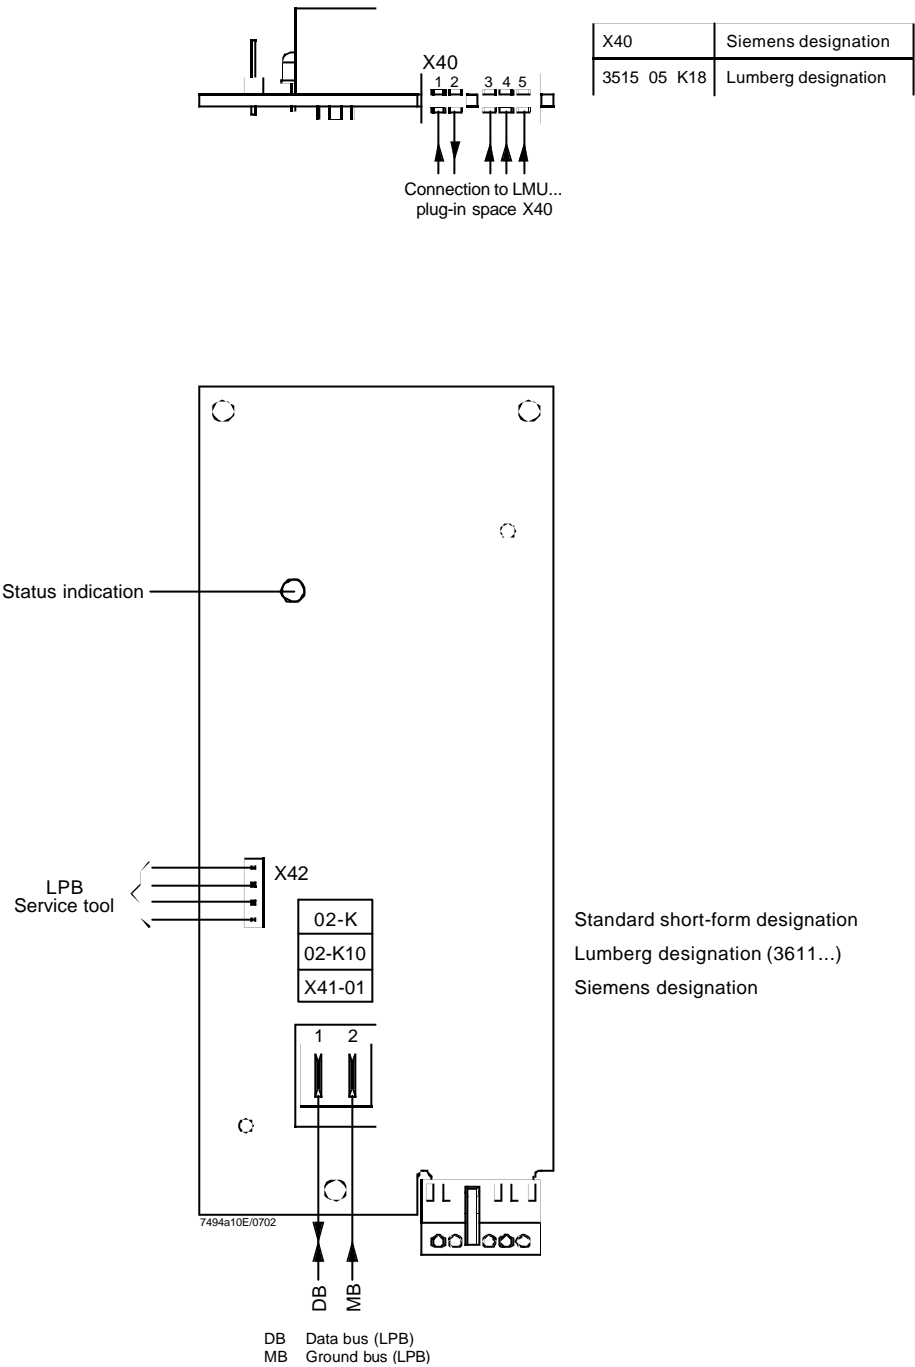 X40
1 2 3 4 5
Connection to LMU...
plug-in space X40
X40 Siemens designation
3515 05 K18 Lumberg designation
Status indication
LPB
Service tool
X42
02-K Standard short-form designation
02-K10 Lumberg designation (3611...)
X41-01 Siemens designation
1 2
7494a10E/0702
DB MB
DB Data bus (LPB)
MB Ground bus (LPB)